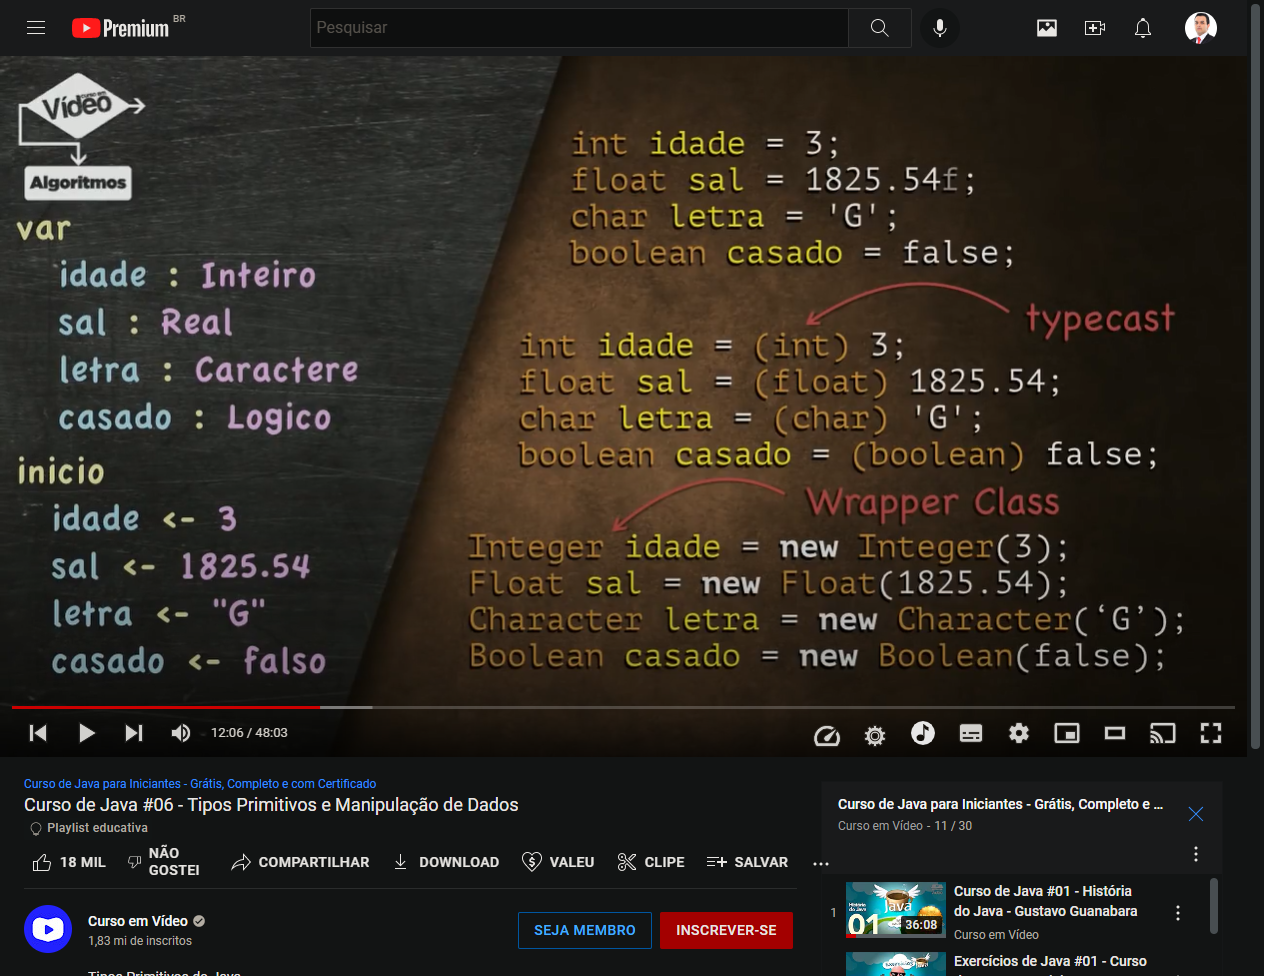 Premium BR
Pesquisar
CURSO EM
Vídeo
Algoritmos
var
idade : Inteiro
sal : Real
letra : Caractere
casado : Logico
inicio
idade <- 3
sal <- 1825.54
letra <- "G"
casado <- falso
int idade = 3;
float sal = 1825.54f;
char letra = 'G';
boolean casado = false;
typecast
int idade = (int) 3;
float sal = (float) 1825.54;
char letra = (char) 'G';
boolean casado = (boolean) false;
Wrapper Class
Integer idade = new Integer(3);
Float sal = new Float(1825.54);
Character letra = new Character(‘G’);
Boolean casado = new Boolean(false);
12:06 / 48:03
Curso de Java para Iniciantes - Grátis, Completo e com Certificado
Curso de Java #06 - Tipos Primitivos e Manipulação de Dados
Playlist educativa
18 MIL
NÃO
GOSTEI
COMPARTILHAR
DOWNLOAD
VALEU
CLIPE
SALVAR
Curso em Vídeo
1,83 mi de inscritos
SEJA MEMBRO
INSCREVER-SE
Tipos Primitivos do Java
Curso de Java para Iniciantes - Grátis, Completo e ...
Curso em Vídeo - 11 / 30
1
História
do Java
01
Java
36:08
Curso de Java #01 - História
do Java - Gustavo Guanabara
Curso em Vídeo
Exercícios de Java #01 - Curso